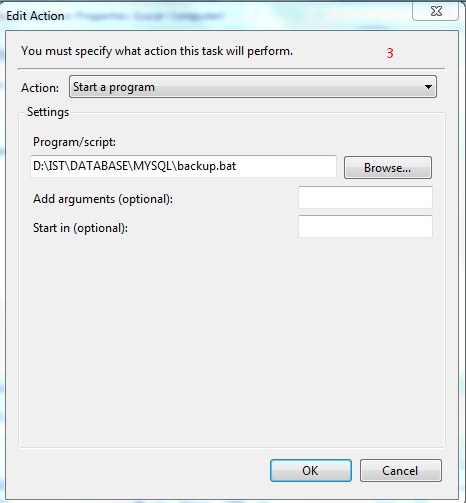 Edit Action
You must specify what action this task will perform.
3
Action: Start a program
Settings
Program/script:
D:\IST\DATABASE\MYSQL\backup.bat Browse...
Add arguments (optional):
Start in (optional):
OK Cancel